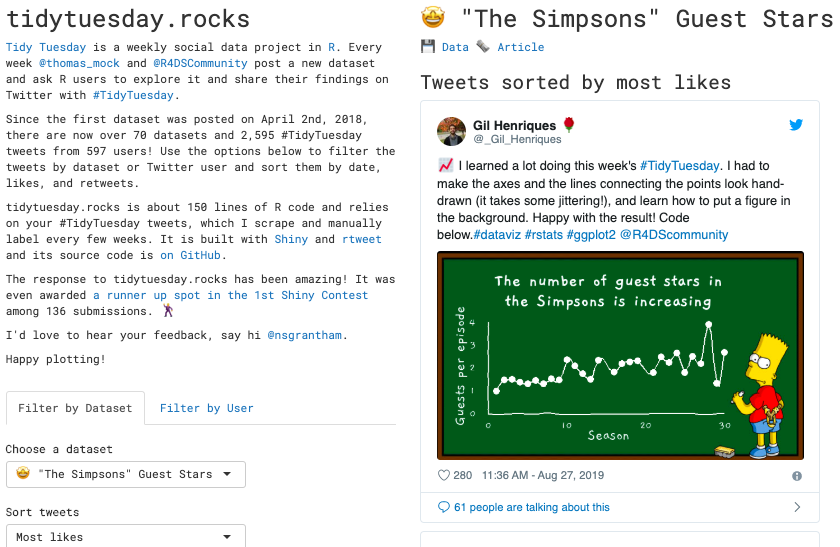 tidytuesday.rocks
Tidy Tuesday is a weekly social data project in R. Every
week @thomas_mock and @R4DSCommunity post a new dataset
and ask R users to explore it and share their findings on
Twitter with #TidyTuesday.
Since the first dataset was posted on April 2nd, 2018,
there are now over 70 datasets and 2,595 #TidyTuesday
tweets from 597 users! Use the options below to filter the
tweets by dataset or Twitter user and sort them by date,
likes, and retweets.
tidytuesday.rocks is about 150 lines of R code and relies
on your #TidyTuesday tweets, which I scrape and manually
label every few weeks. It is built with Shiny and rtweet
and its source code is on GitHub.
The response to tidytuesday.rocks has been amazing! It was
even awarded a runner up spot in the 1st Shiny Contest
among 136 submissions. 🕺
I'd love to hear your feedback, say hi @nsgrantham.
Happy plotting!
Filter by Dataset
Filter by User
Choose a dataset
🤩 "The Simpsons" Guest Stars
Sort tweets
Most likes
🤩 "The Simpsons" Guest Stars
💾 Data 🗞️ Article
Tweets sorted by most likes
Gil Henriques 🌹
@_Gil_Henriques
📈 I learned a lot doing this week's #TidyTuesday. I had to
make the axes and the lines connecting the points look hand-
drawn (it takes some jittering!), and learn how to put a figure in
the background. Happy with the result! Code
below.#dataviz #rstats #ggplot2 @R4DScommunity
The number of guest stars in
the Simpsons is increasing
Guests per episode
4
3
2
1
0
0
10
20
30
Season
280 11:36 AM - Aug 27, 2019
61 people are talking about this